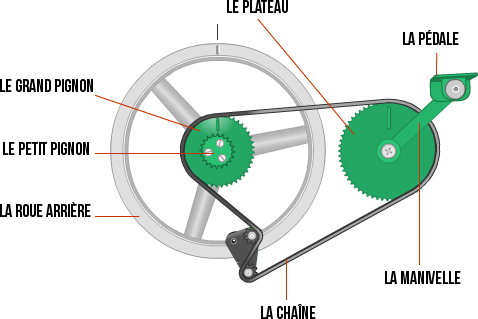 LE PLATEAU
LA PÉDALE
LE GRAND PIGNON
LE PETIT PIGNON
LA ROUE ARRIÈRE
LA MANIVELLE
LA CHAÎNE